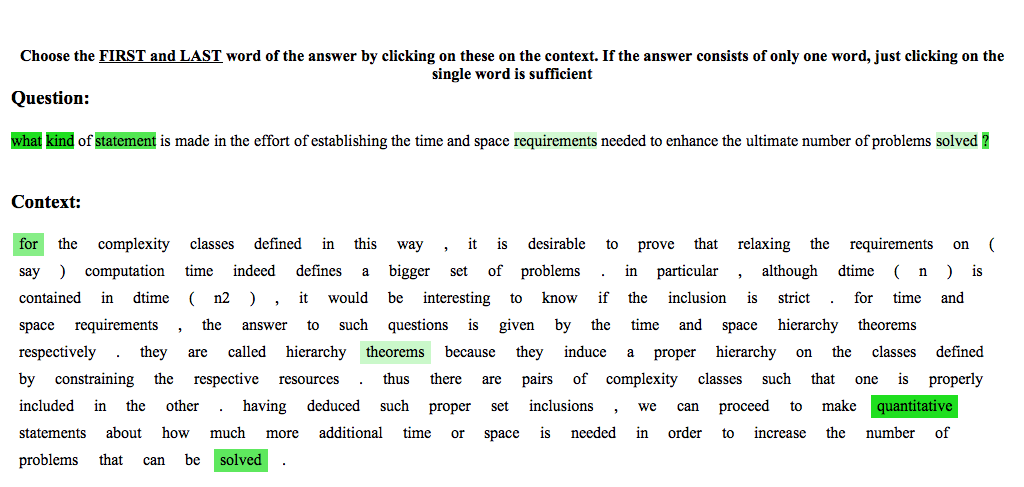 Choose the FIRST and LAST word of the answer by clicking on these on the context. If the answer consists of only one word, just clicking on the
single word is sufficient
Question:
what kind of statement is made in the effort of establishing the time and space requirements needed to enhance the ultimate number of problems solved ?
Context:
for the complexity classes defined in this way , it is desirable to prove that relaxing the requirements on (
say ) computation time indeed defines a bigger set of problems . in particular , although dtime ( n ) is
contained in dtime ( n2 ) , it would be interesting to know if the inclusion is strict . for time and
space requirements , the answer to such questions is given by the time and space hierarchy theorems
respectively . they are called hierarchy theorems because they induce a proper hierarchy on the classes defined
by constraining the respective resources . thus there are pairs of complexity classes such that one is properly
included in the other . having deduced such proper set inclusions , we can proceed to make quantitative
statements about how much more additional time or space is needed in order to increase the number of
problems that can be solved .